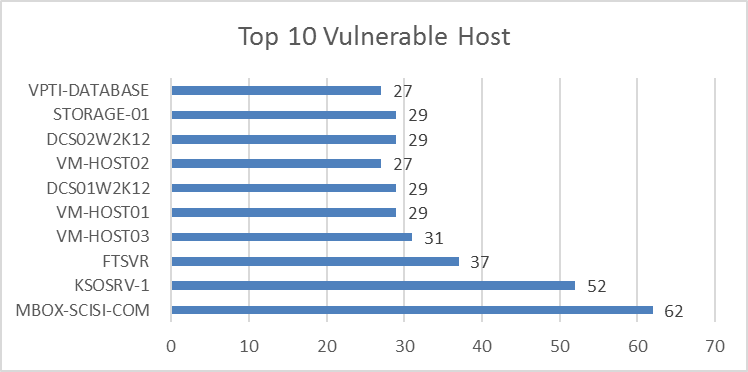 Top 10 Vulnerable Host
VPTI-DATABASE 27
STORAGE-01 29
DCS02W2K12 29
VM-HOST02 27
DCS01W2K12 29
VM-HOST01 29
VM-HOST03 31
FTSVR 37
KSOSRV-1 52
MBOX-SCISI-COM 62
0 10 20 30 40 50 60 70